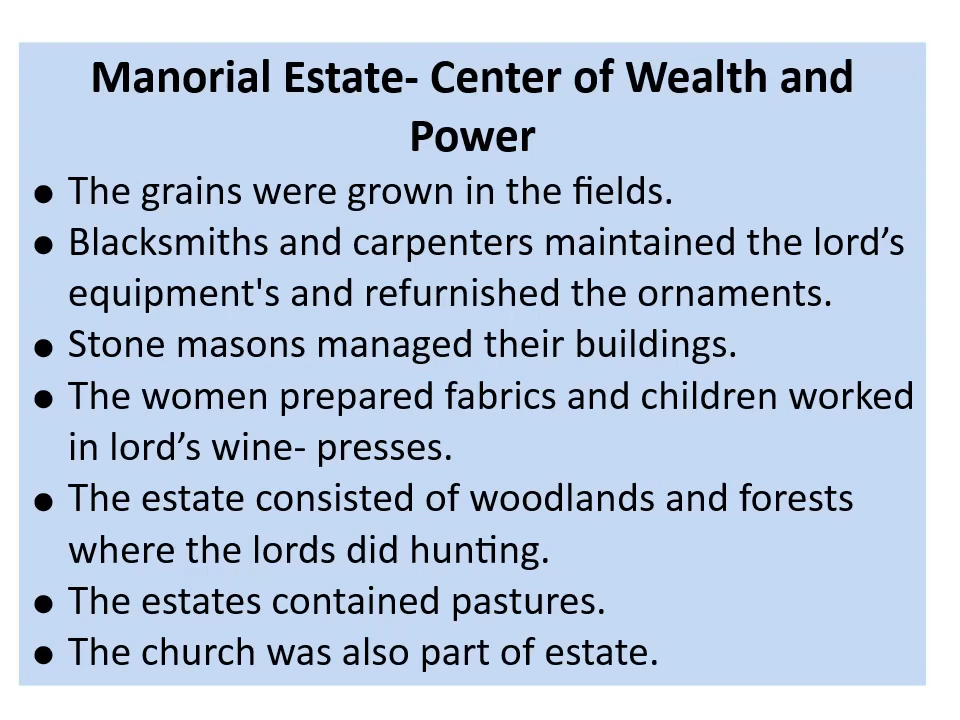 Manorial Estate- Center of Wealth and
Power
● The grains were grown in the fields.
● Blacksmiths and carpenters maintained the lord’s
equipment's and refurnished the ornaments.
● Stone masons managed their buildings.
● The women prepared fabrics and children worked
in lord’s wine- presses.
● The estate consisted of woodlands and forests
where the lords did hunting.
● The estates contained pastures.
● The church was also part of estate.